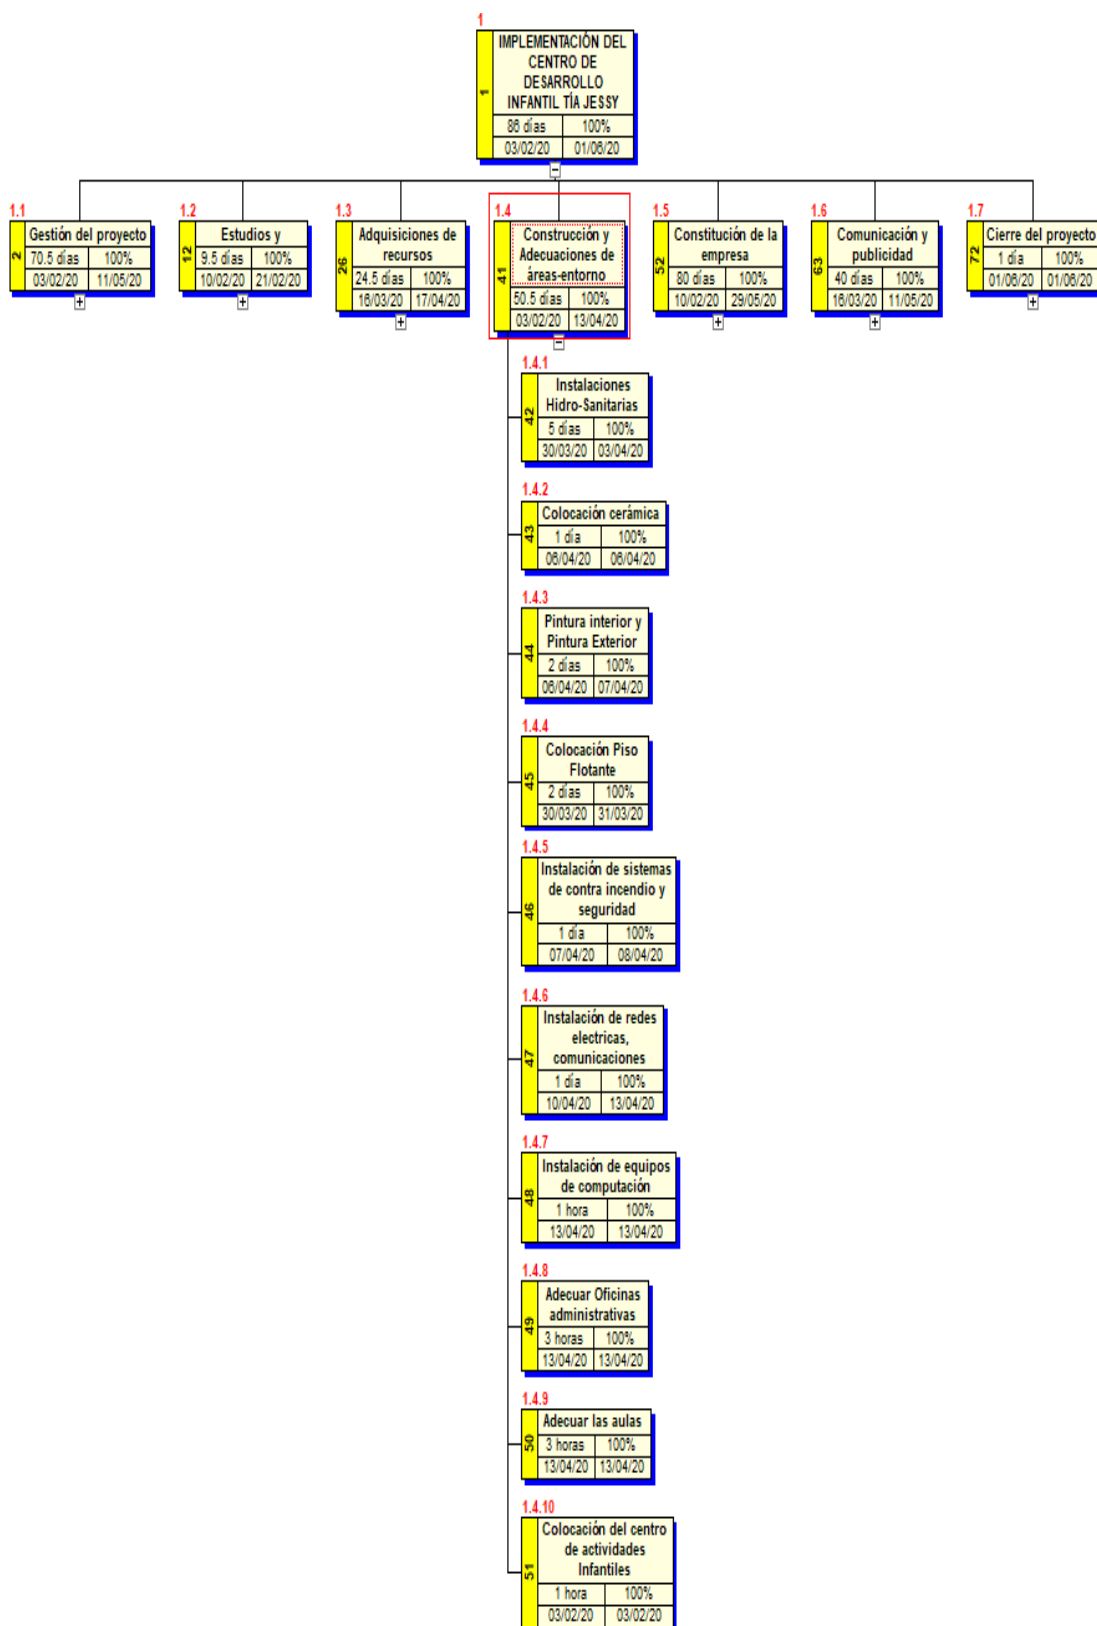 1
1
IMPLEMENTACIÓN DEL
CENTRO DE
DESARROLLO
INFANTIL TÍA JESSY
86 días 100%
03/02/20 01/06/20
1.1
2
Gestión del proyecto
70.5 días 100%
03/02/20 11/05/20
1.2
12
Estudios y
9.5 días 100%
10/02/20 21/02/20
1.3
26
Adquisiciones de
recursos
24.5 días 100%
16/03/20 17/04/20
1.4
41
Construcción y
Adecuaciones de
áreas-entorno
50.5 días 100%
03/02/20 13/04/20
1.5
52
Constitución de la
empresa
80 días 100%
10/02/20 29/05/20
1.6
63
Comunicación y
publicidad
40 días 100%
16/03/20 11/05/20
1.7
72
Cierre del proyecto
1 día 100%
01/06/20 01/06/20
1.4.1
42
Instalaciones
Hidro-Sanitarias
5 días 100%
30/03/20 03/04/20
1.4.2
43
Colocación cerámica
1 día 100%
06/04/20 06/04/20
1.4.3
44
Pintura interior y
Pintura Exterior
2 días 100%
06/04/20 07/04/20
1.4.4
45
Colocación Piso
Flotante
2 días 100%
30/03/20 31/03/20
1.4.5
46
Instalación de sistemas
de contra incendio y
seguridad
1 día 100%
07/04/20 08/04/20
1.4.6
47
Instalación de redes
electricas,
comunicaciones
1 día 100%
10/04/20 13/04/20
1.4.7
48
Instalación de equipos
de computación
1 hora 100%
13/04/20 13/04/20
1.4.8
49
Adecuar Oficinas
administrativas
3 horas 100%
13/04/20 13/04/20
1.4.9
50
Adecuar las aulas
3 horas 100%
13/04/20 13/04/20
1.4.10
51
Colocación del centro
de actividades
Infantiles
1 hora 100%
03/02/20 03/02/20